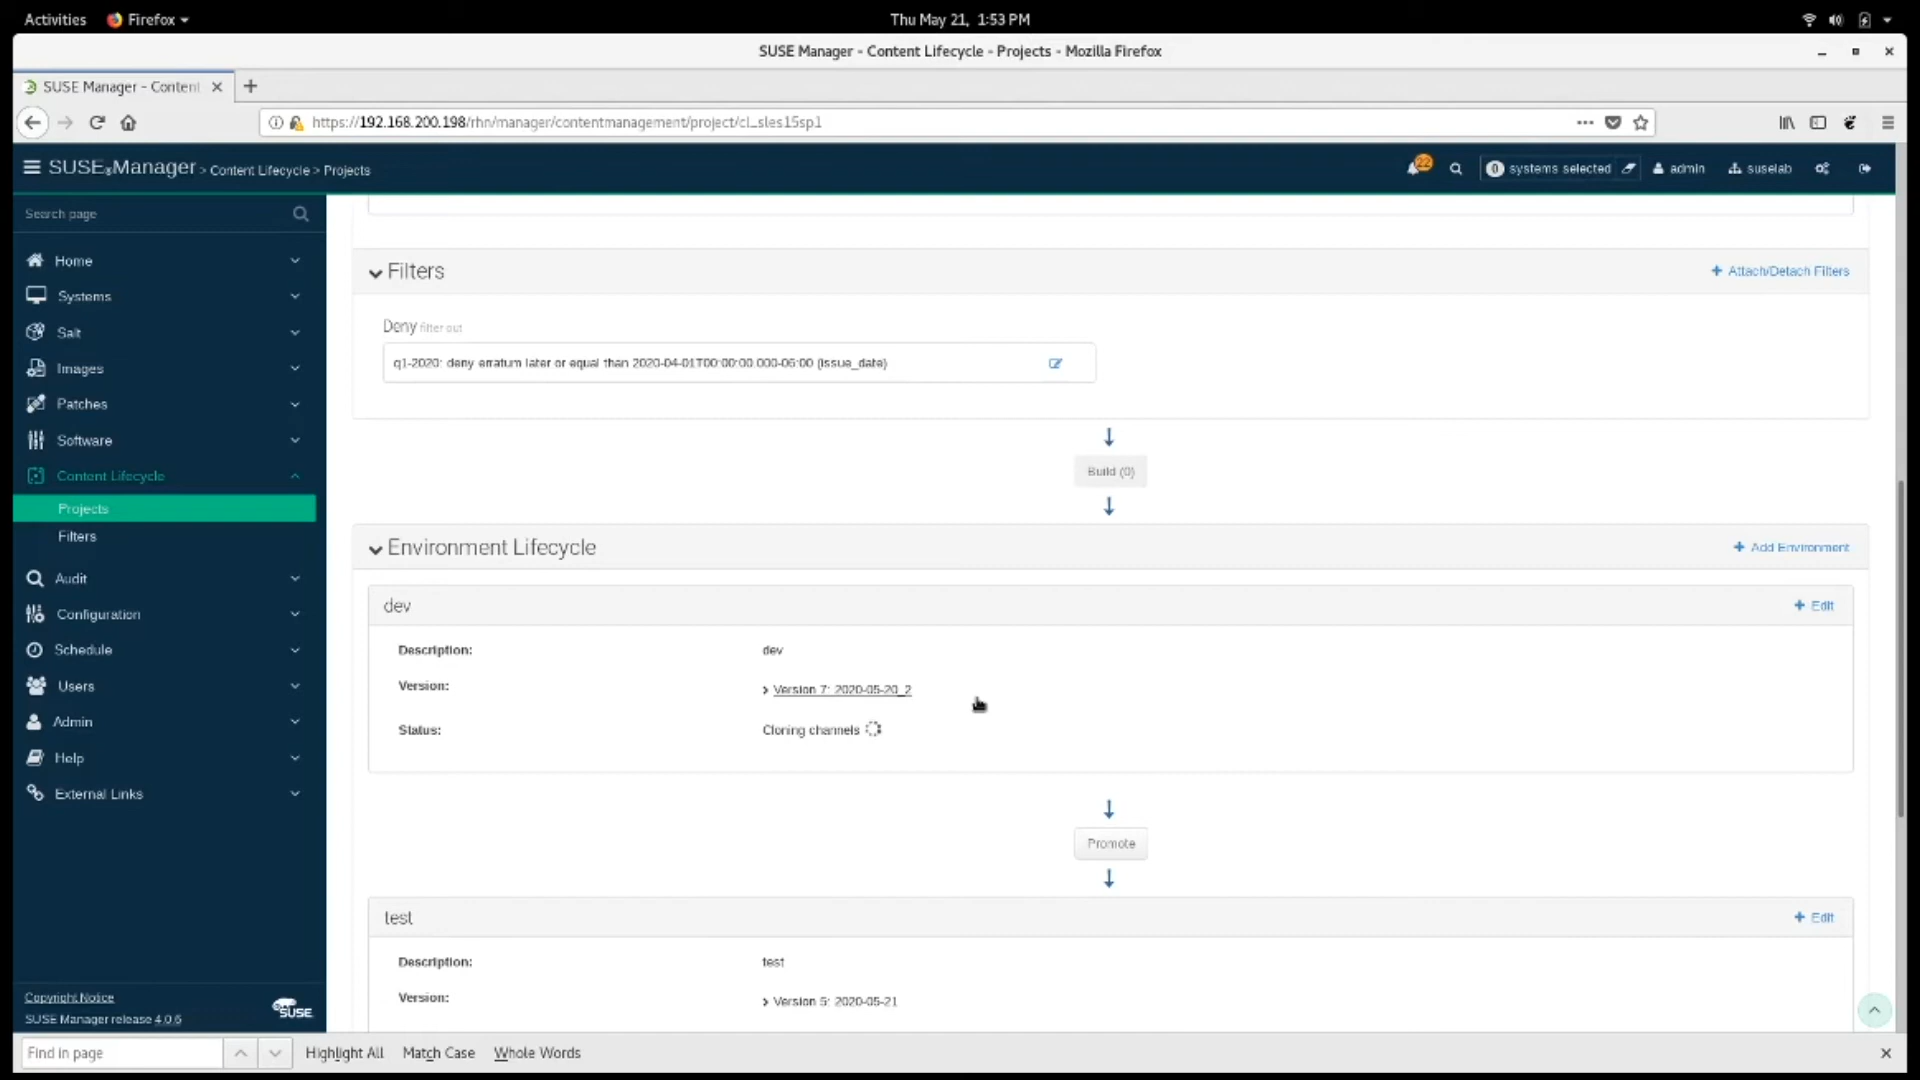 Activities Firefox Thu May 21, 1:53 PM
SUSE Manager - Content Lifecycle - Projects - Mozilla Firefox
SUSE Manager - Content
https://192.168.200.198/rhn/manager/contentmanagement/project/cl_sles15sp1
SUSE Manager > Content Lifecycle > Projects 22 0 systems selected admin suselab
Search page
Home
Systems
Salt
Images
Patches
Software
Content Lifecycle
Projects
Filters
Audit
Configuration
Schedule
Users
Admin
Help
External Links
Copyright Notice
SUSE Manager release 4.0.6
SUSE
Filters + Attach/Detach Filters
Deny filter out
q1-2020: deny erratum later or equal than 2020-04-01T00:00:00.000-05:00 (issue_date)
Build (0)
Environment Lifecycle + Add Environment
dev + Edit
Description: dev
Version: Version 7: 2020-05-20_2
Status: Cloning channels
Promote
test + Edit
Description: test
Version: Version 5: 2020-05-21
Find in page Highlight All Match Case Whole Words